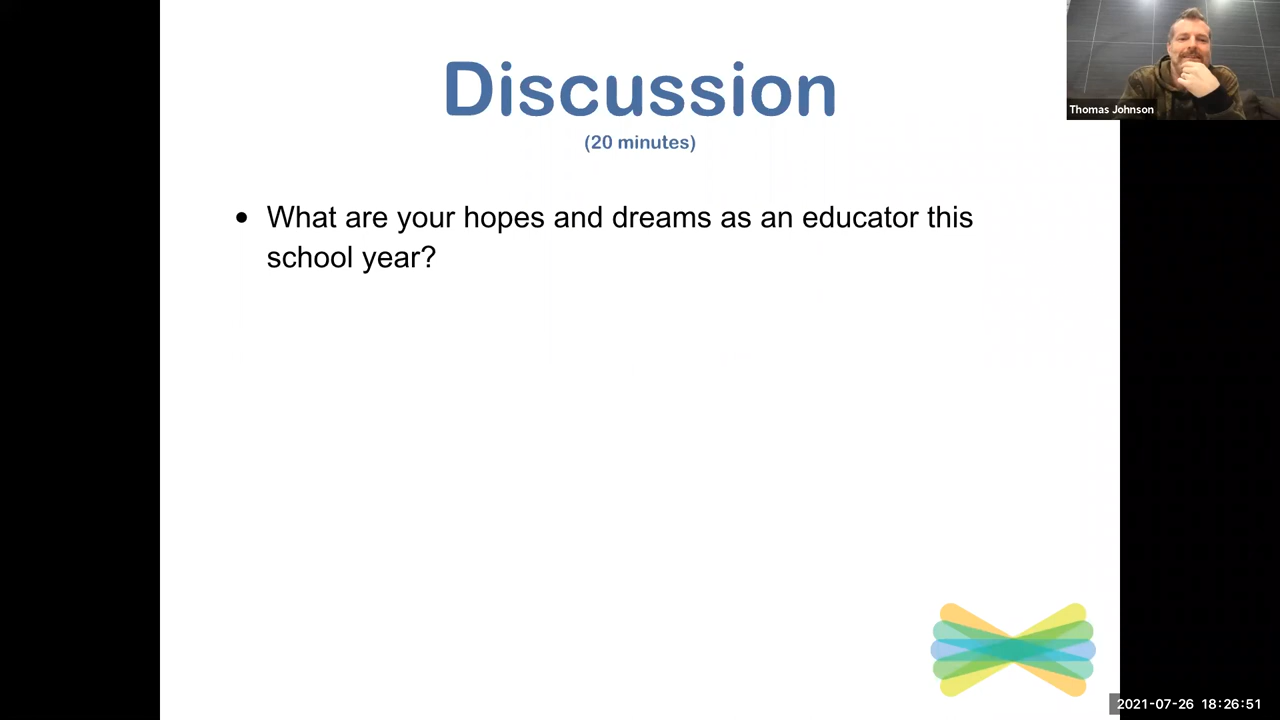 Discussion
(20 minutes)
Thomas Johnson
• What are your hopes and dreams as an educator this
school year?
2021-07-26 18:26:51